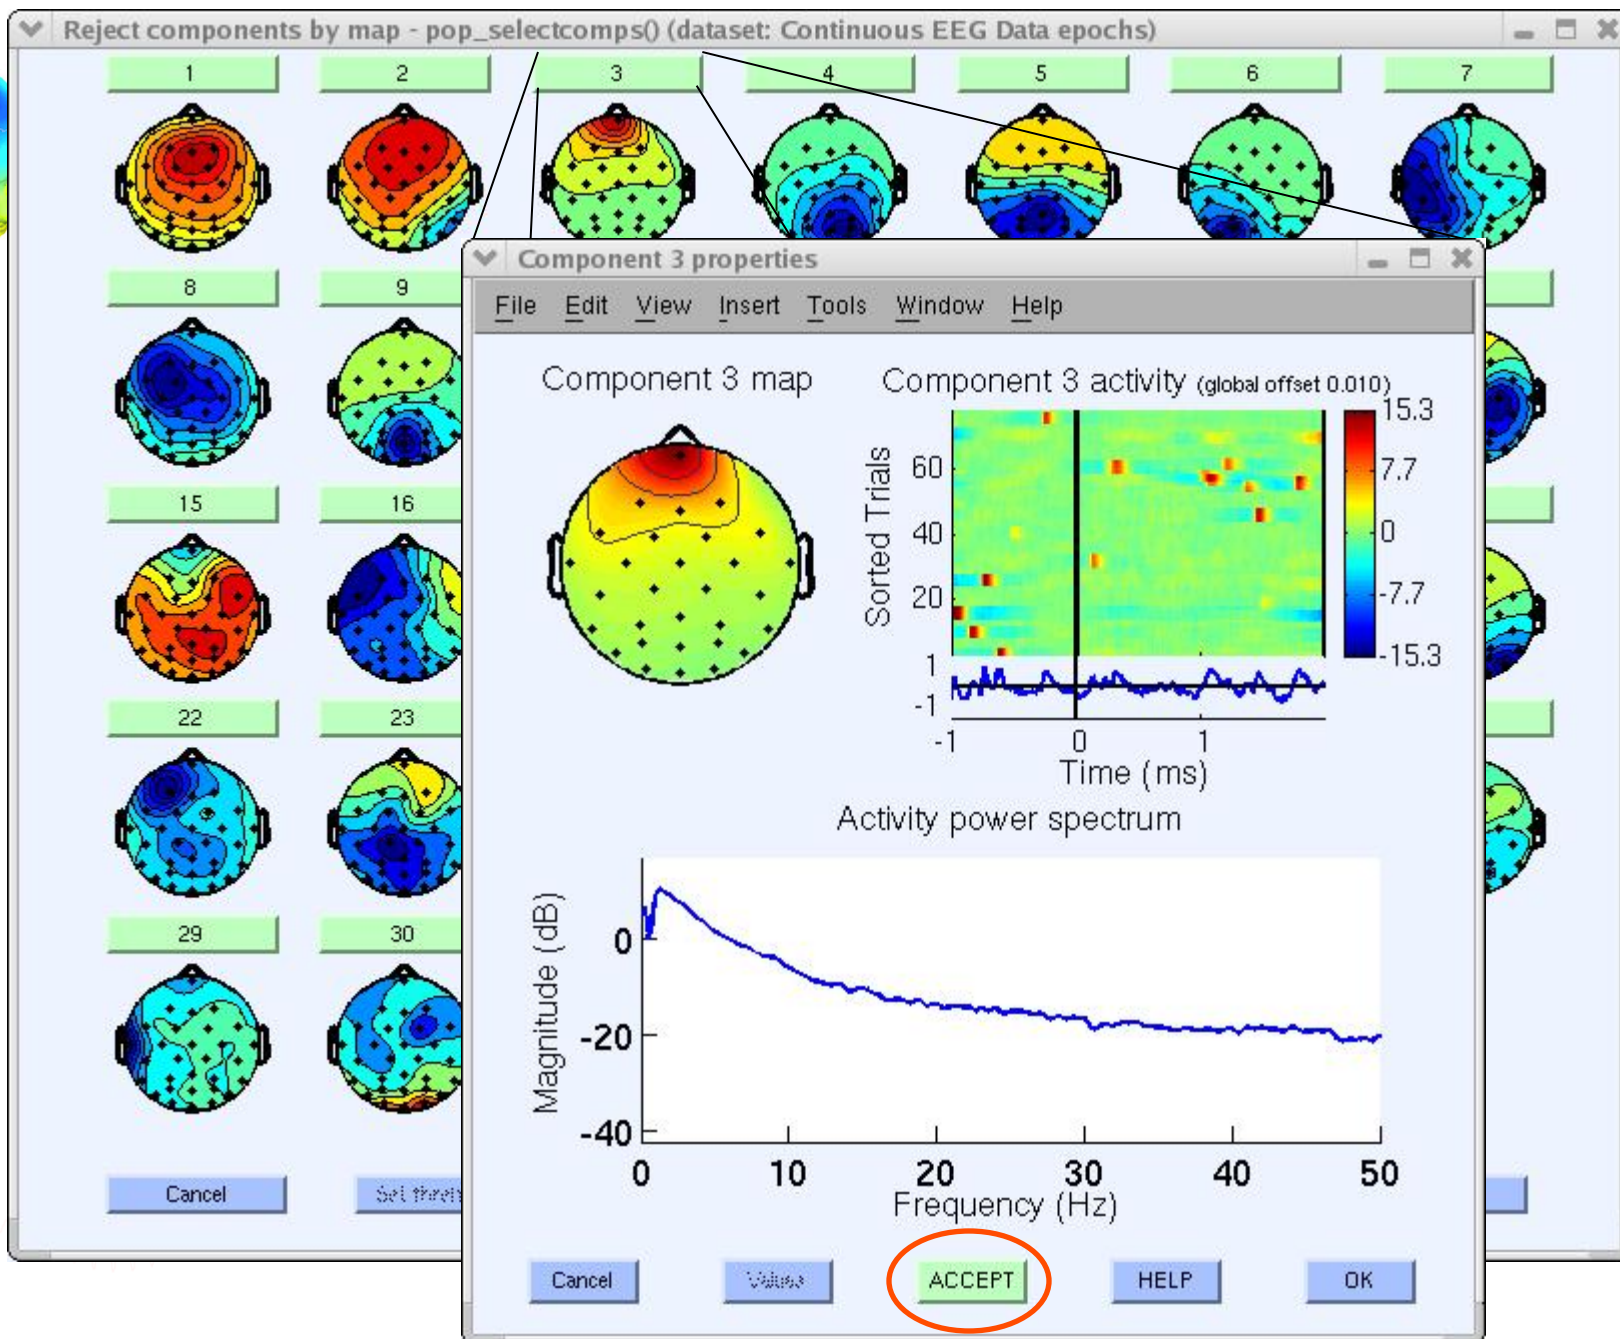 Reject components by map - pop_selectcomps() (dataset: Continuous EEG Data epochs)
1 2 3 4 5 6 7
8 9
15 16
22 23
29 30
Cancel
Component 3 properties
File Edit View Insert Tools Window Help
Component 3 map
Component 3 activity (global offset 0.010)
Sorted Trials
60
40
20
15.3
7.7
0
-7.7
-15.3
1
-1
-1 0 1
Time (ms)
Activity power spectrum
Magnitude (dB)
0
-20
-40
0 10 20 30 40 50
Frequency (Hz)
Cancel ACCEPT HELP OK